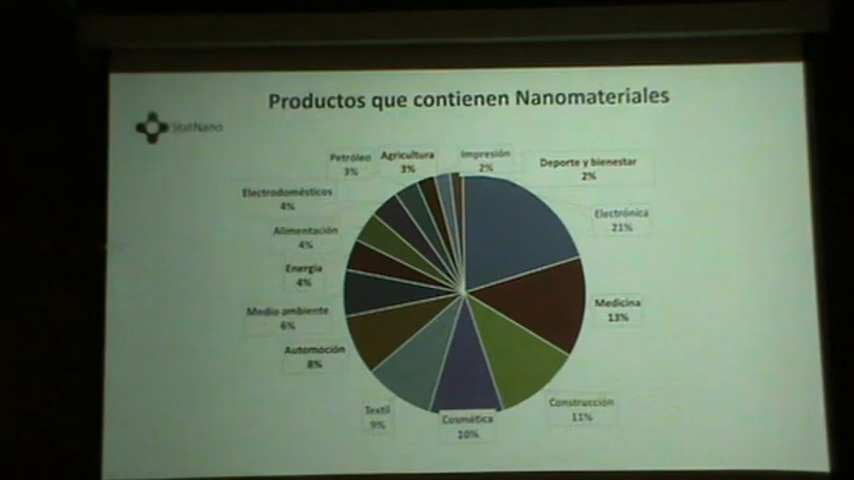 Productos que contienen Nanomateriales
StatNano
Petróleo
3%
Agricultura
3%
Impresión
2%
Deporte y bienestar
2%
Electrodomésticos
4%
Electrónica
21%
Alimentación
4%
Energía
4%
Medicina
13%
Medio ambiente
6%
Automoción
8%
Textil
9%
Cosmética
10%
Construcción
11%